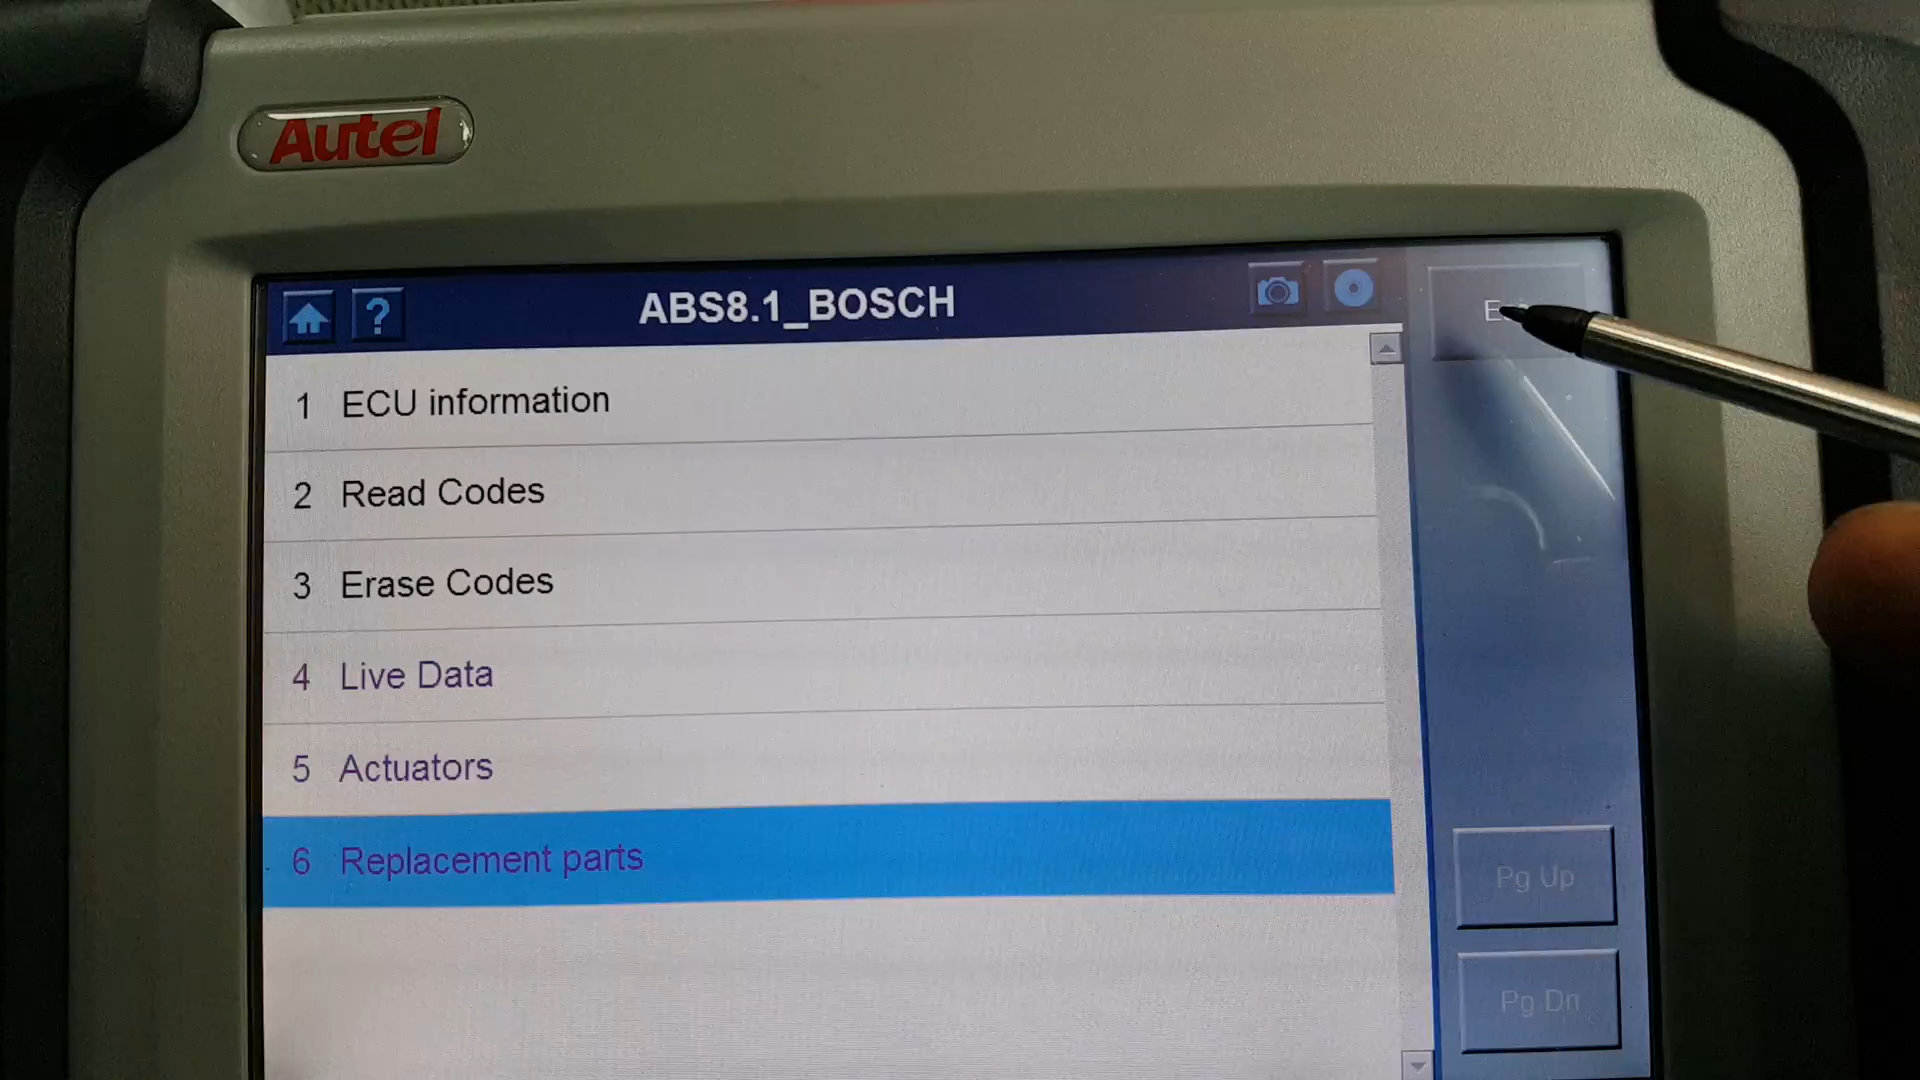 Autel
ABS8.1_BOSCH
1 ECU information
2 Read Codes
3 Erase Codes
4 Live Data
5 Actuators
6 Replacement parts
Pg Up
Pg Dn